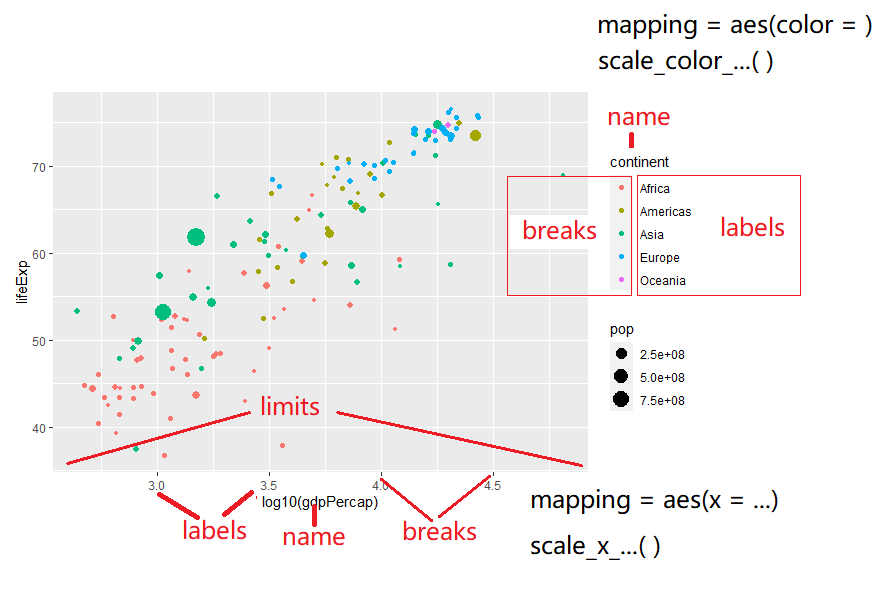 mapping = aes(color = )
scale_color_...( )
name
continent
Africa
Americas
Asia
Europe
Oceania
breaks
labels
pop
2.5e+08
5.0e+08
7.5e+08
lifeExp
70
60
50
40
limits
3.0
3.5
4.0
4.5
log10(gdpPercap)
labels
name
breaks
mapping = aes(x = ...)
scale_x_...( )